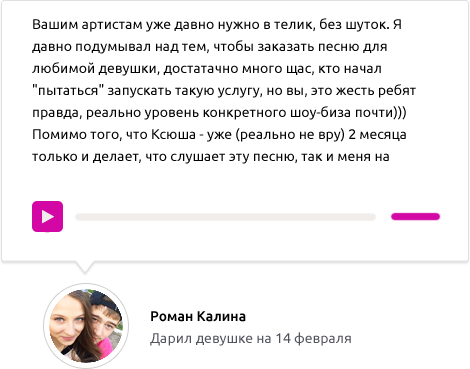 Вашим артистам уже давно нужно в телик, без шуток. Я
давно подумывал над тем, чтобы заказать песню для
любимой девушки, достатачно много щас, кто начал
"пытаться" запускать такую услугу, но вы, это жесть ребят
правда, реально уровень конкретного шоу-биза почти)))
Помимо того, что Ксюша - уже (реально не вру) 2 месяца
только и делает, что слушает эту песню, так и меня на
Роман Калина
Дарил девушке на 14 февраля